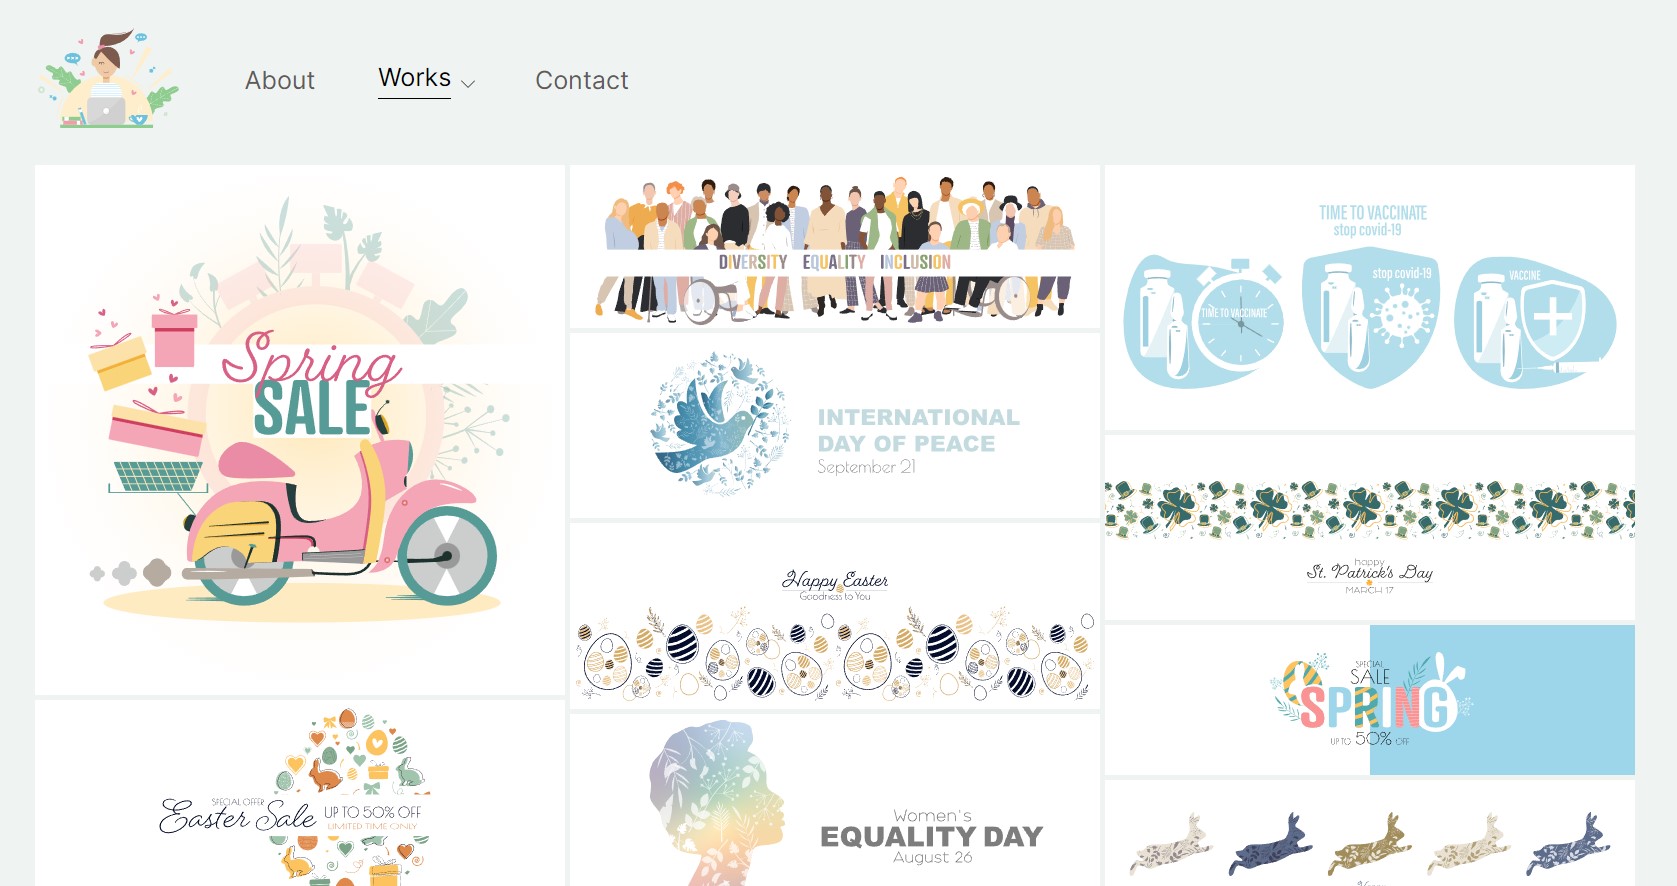 About
Works
Contact
Spring
SALE
SPECIAL OFFER
Easter Sale
UP TO 50% OFF
LIMITED TIME ONLY
DIVERSITY EQUALITY INCLUSION
INTERNATIONAL
DAY OF PEACE
September 21
Happy Easter
Goodness to You
Women's
EQUALITY DAY
August 26
TIME TO VACCINATE
stop covid-19
TIME TO VACCINATE
stop covid-19
VACCINE
happy
St. Patrick's Day
MARCH 17
SPECIAL
SALE
SPRING
UP TO 50% OFF